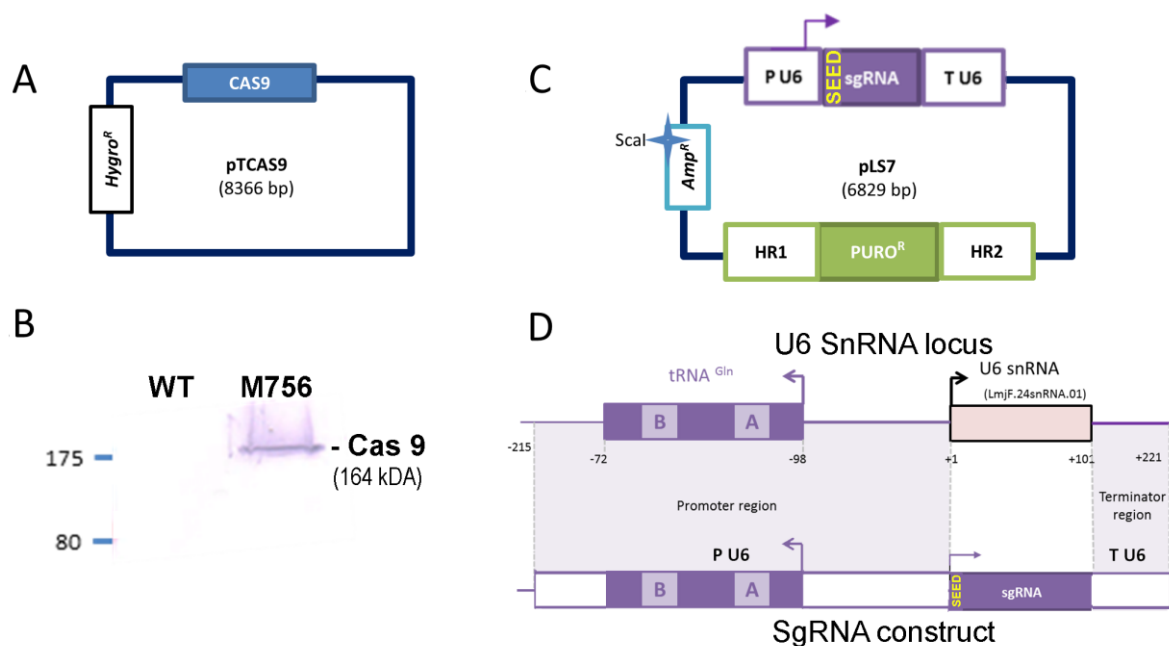 A
CAS9
Hygro^R
pTCAS9
(8366 bp)
B
WT M756
175
80
- Cas 9
(164 kDA)
C
P U6
SEED
sgRNA
T U6
ScaI
Amp^R
pLS7
(6829 bp)
HR1
PURO^R
HR2
D
U6 SnRNA locus
tRNA ^Gln
U6 snRNA
(LmjF.24snRNA.01)
B
A
-215
-72
-98
+1
+101
+221
Promoter region
Terminator
region
P U6
T U6
B
A
SEED
sgRNA
SgRNA construct